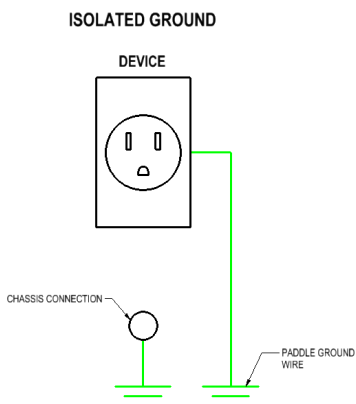 ISOLATED GROUND
DEVICE
CHASSIS CONNECTION
PADDLE GROUND
WIRE